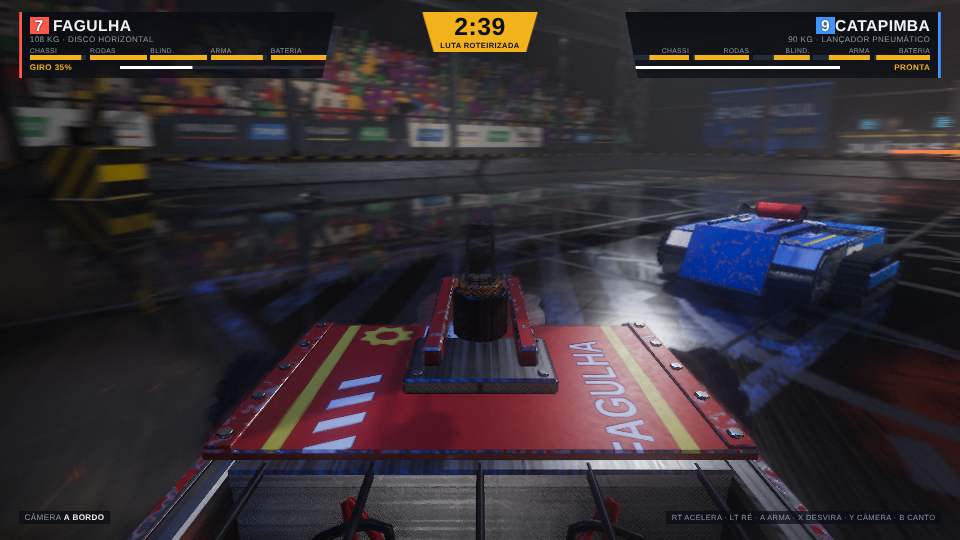 7 FAGULHA
108 KG · DISCO HORIZONTAL
CHASSI RODAS BLIND. ARMA BATERIA
GIRO 35%
2:39
LUTA ROTEIRIZADA
9 CATAPIMBA
90 KG · LANÇADOR PNEUMÁTICO
CHASSI RODAS BLIND. ARMA BATERIA
PRONTA
FAGULHA
CÂMERA A BORDO
RT ACELERA · LT RÉ · A ARMA · X DESVIRA · Y CÂMERA · B CANTO